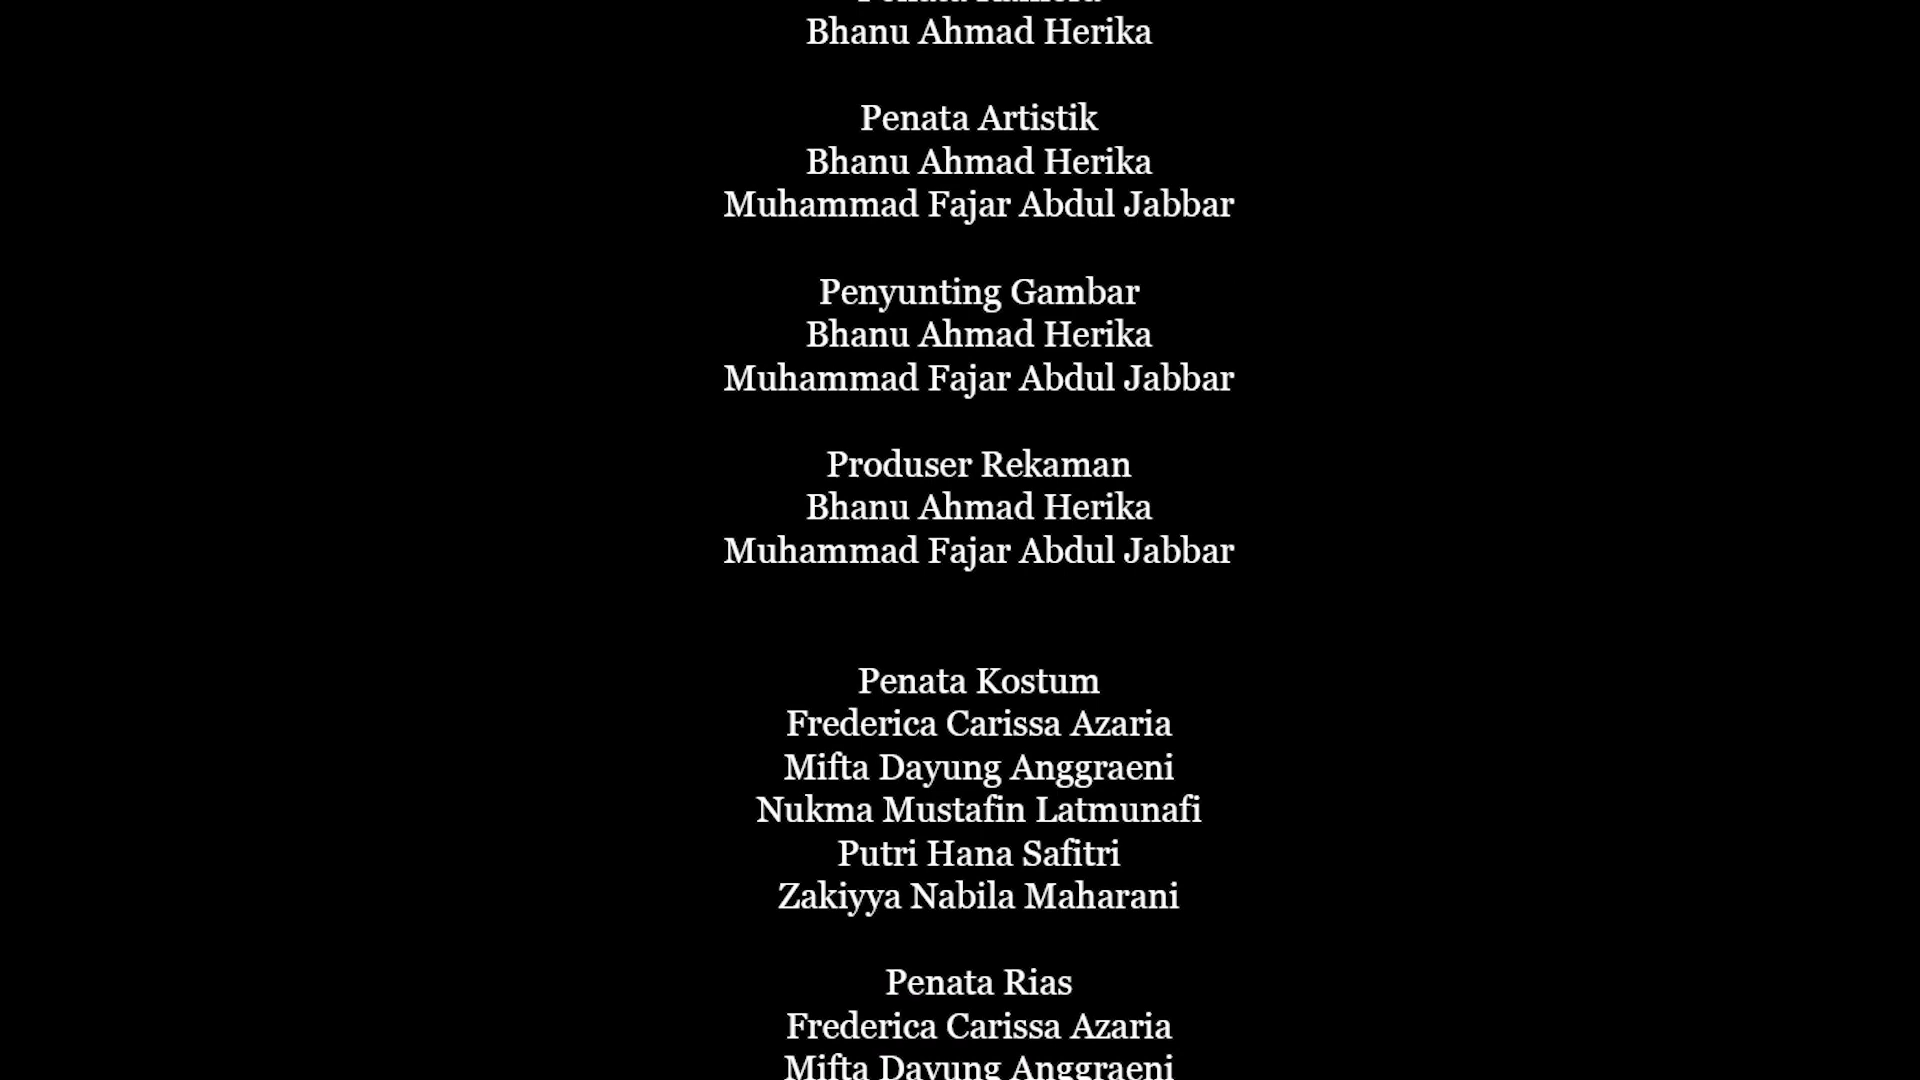 Bhanu Ahmad Herika
Penata Artistik
Bhanu Ahmad Herika
Muhammad Fajar Abdul Jabbar
Penyunting Gambar
Bhanu Ahmad Herika
Muhammad Fajar Abdul Jabbar
Produser Rekaman
Bhanu Ahmad Herika
Muhammad Fajar Abdul Jabbar
Penata Kostum
Frederica Carissa Azaria
Mifta Dayung Anggraeni
Nukma Mustafin Latmunafi
Putri Hana Safitri
Zakiyya Nabila Maharani
Penata Rias
Frederica Carissa Azaria
Mifta Dayung Anggraeni